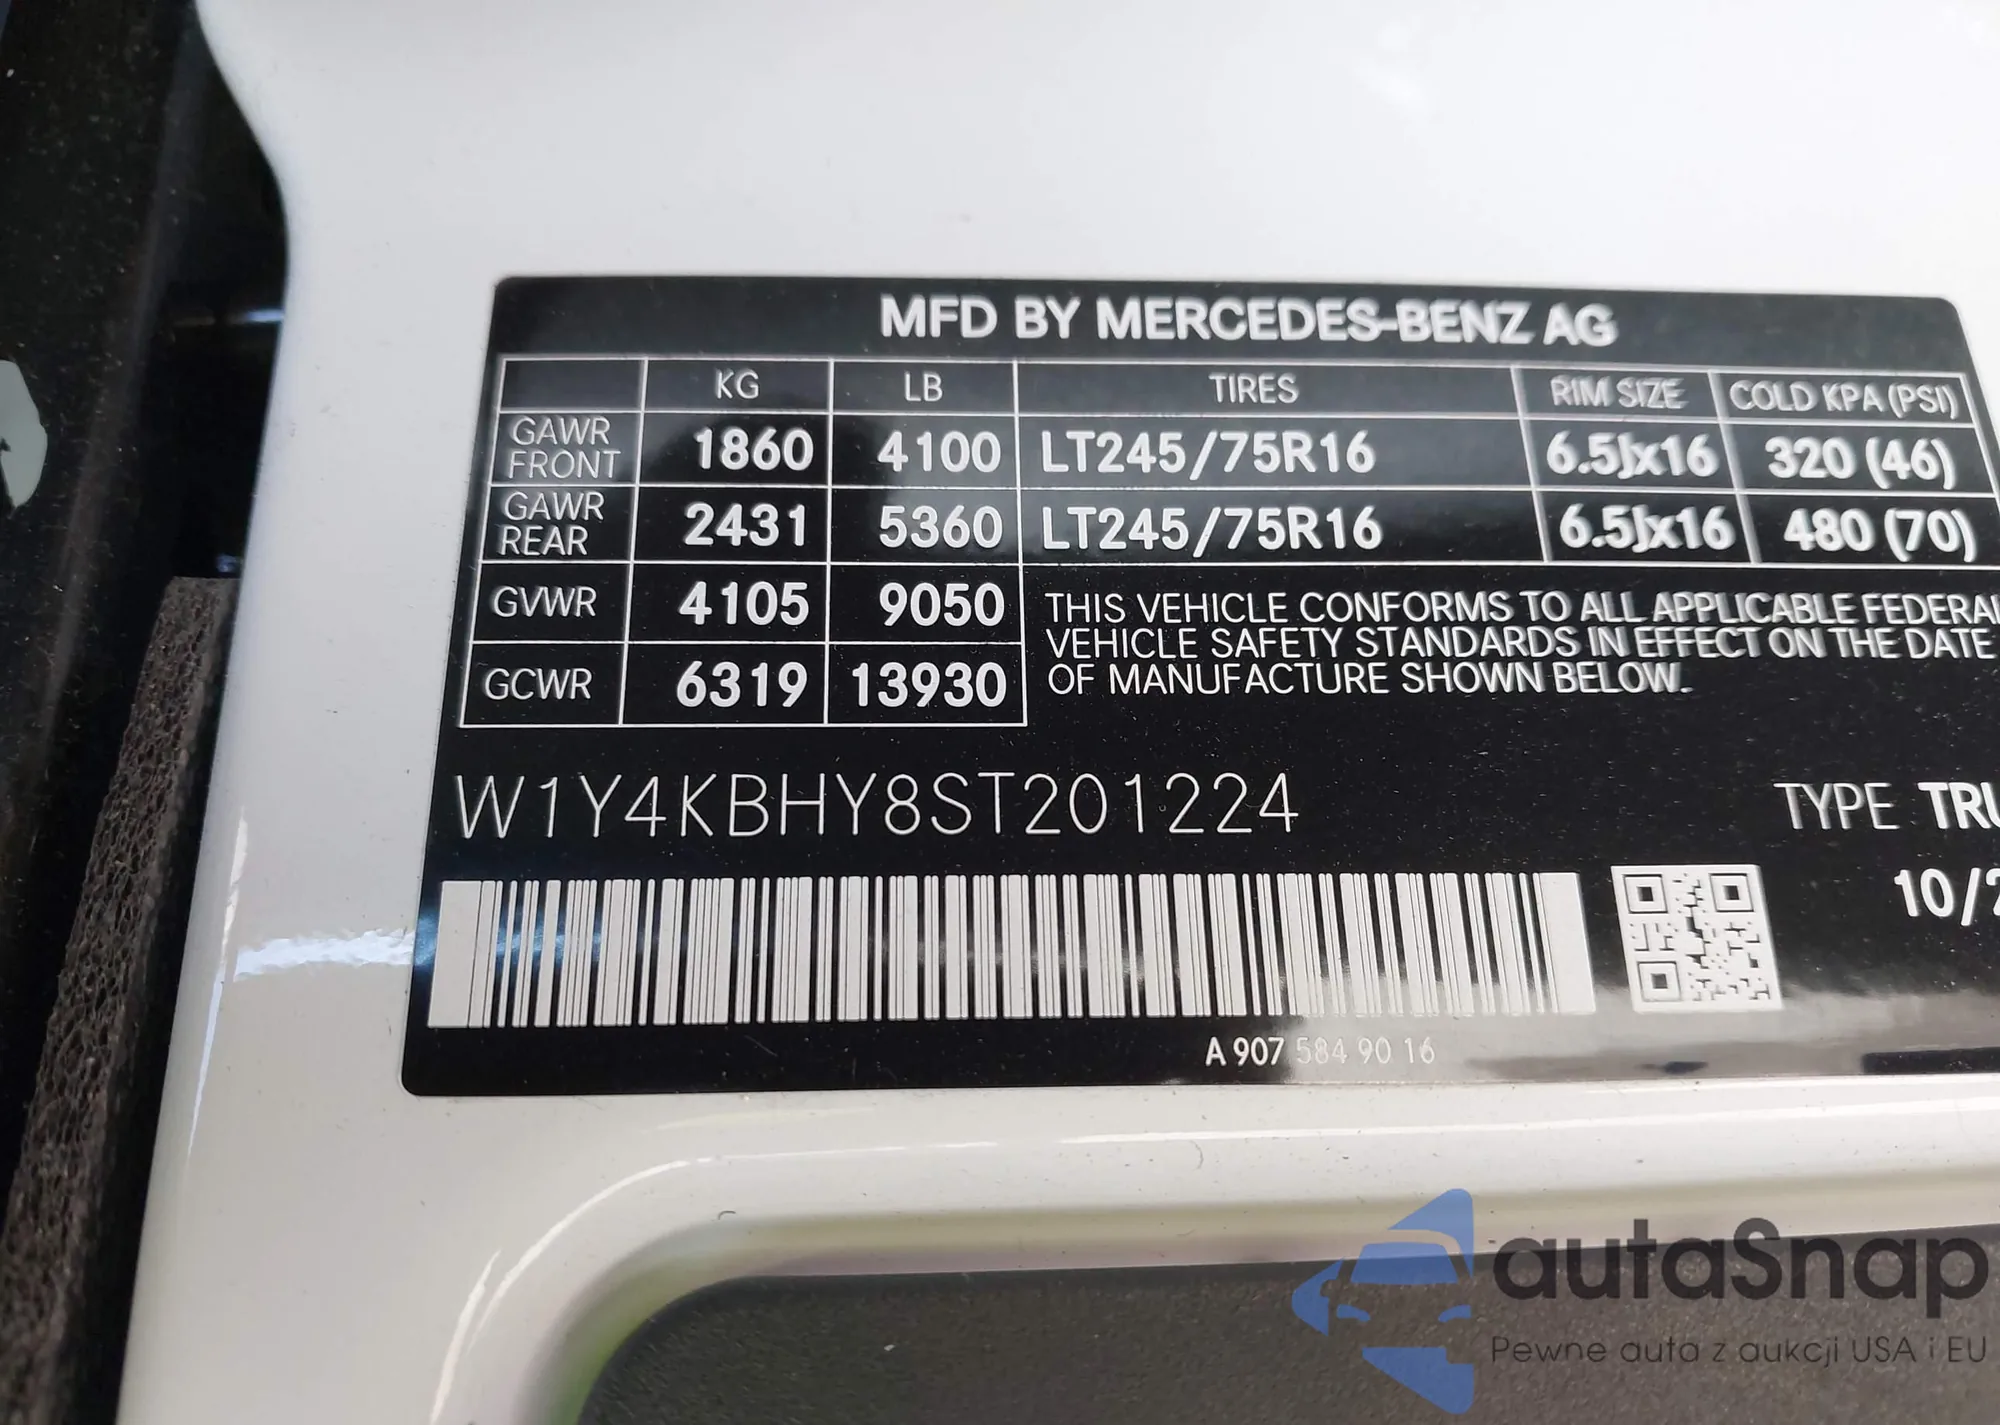 MFD BY MERCEDES-BENZ AG
KG LB TIRES RIM SIZE COLD KPA (PSI)
GAWR FRONT 1860 4100 LT245/75R16 6.5Jx16 320 (46)
GAWR REAR 2431 5360 LT245/75R16 6.5Jx16 480 (70)
GVWR 4105 9050
GCWR 6319 13930
THIS VEHICLE CONFORMS TO ALL APPLICABLE FEDERAL
VEHICLE SAFETY STANDARDS IN EFFECT ON THE DATE
OF MANUFACTURE SHOWN BELOW.
W1Y4KBHY8ST201224
TYPE TRU
10/2
A 907 584 90 16
autaSnap
Pewne auta z aukcji USA i EU